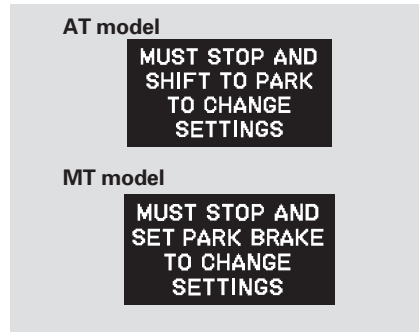 AT model
MUST STOP AND
SHIFT TO PARK
TO CHANGE
SETTINGS
MT model
MUST STOP AND
SET PARK BRAKE
TO CHANGE
SETTINGS